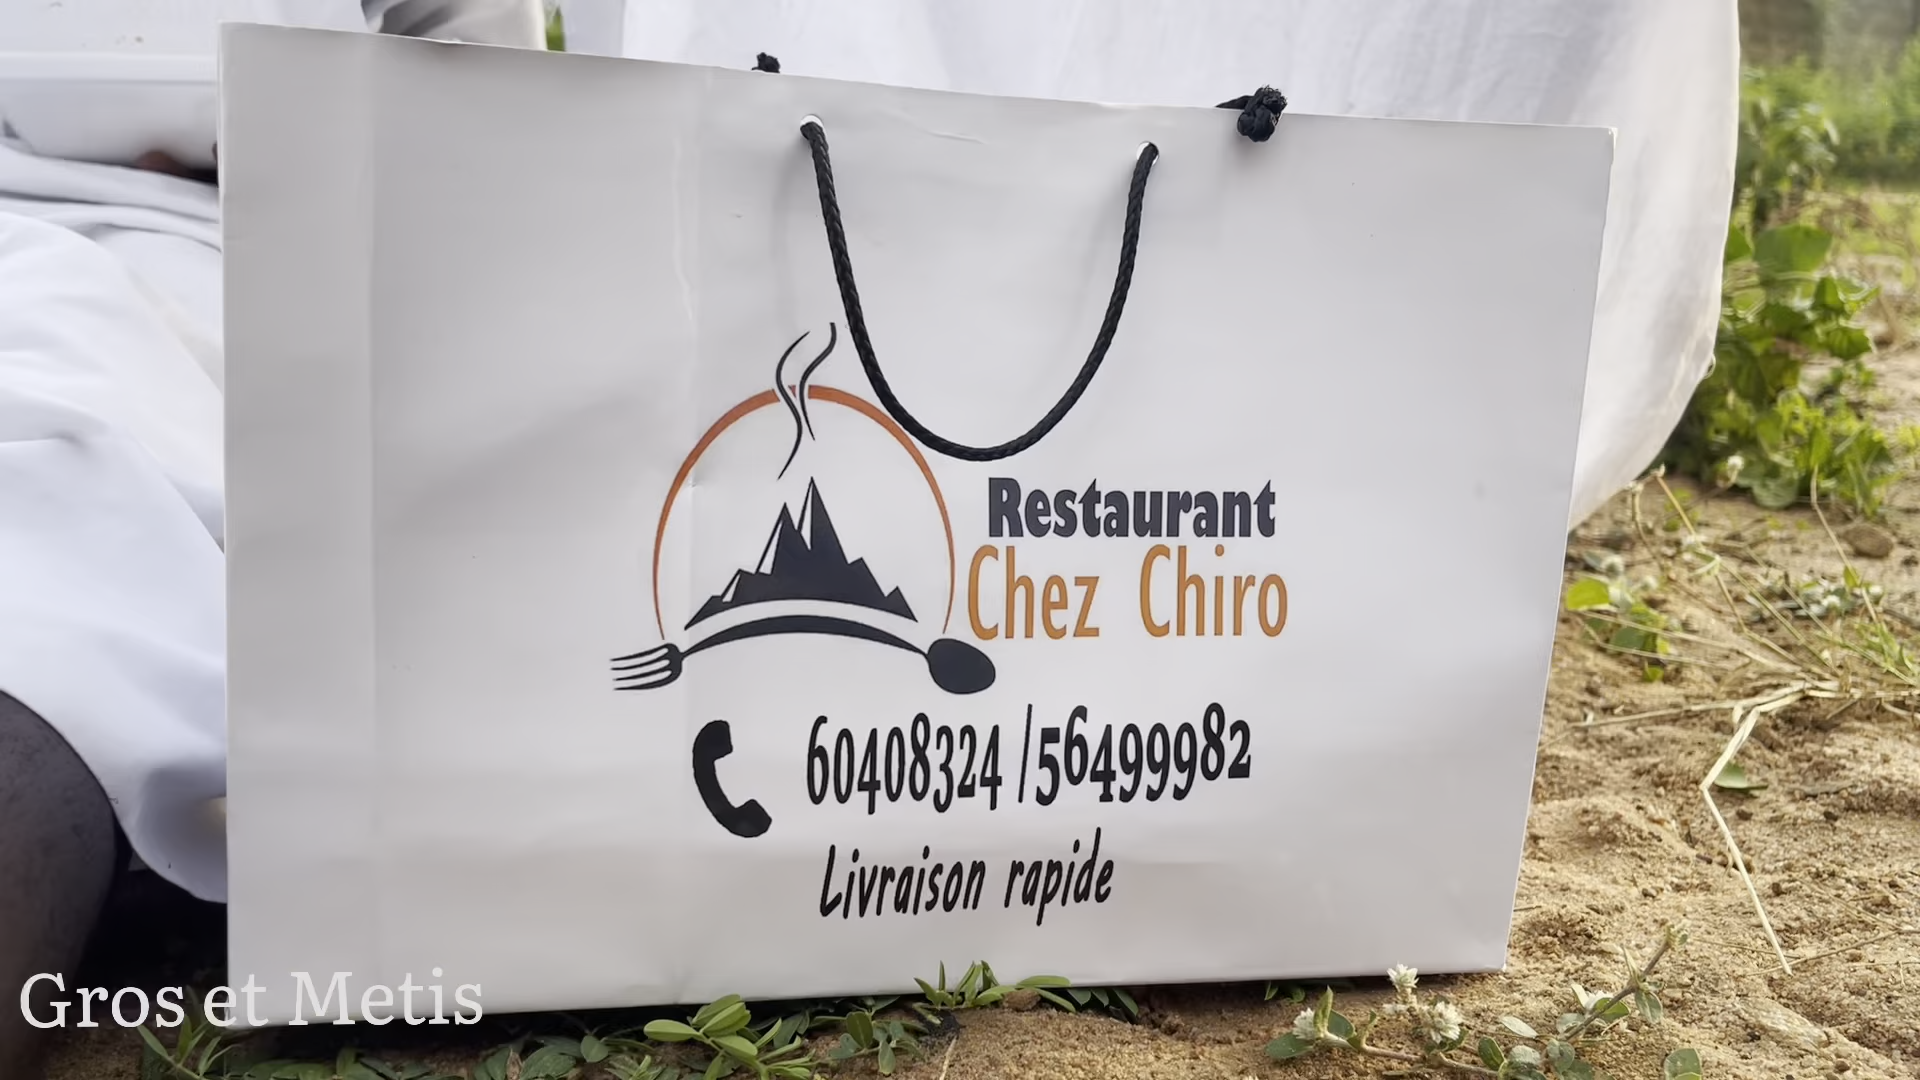 Restaurant
Chez Chiro
60408324 /56499982
Livraison rapide
Gros et Metis